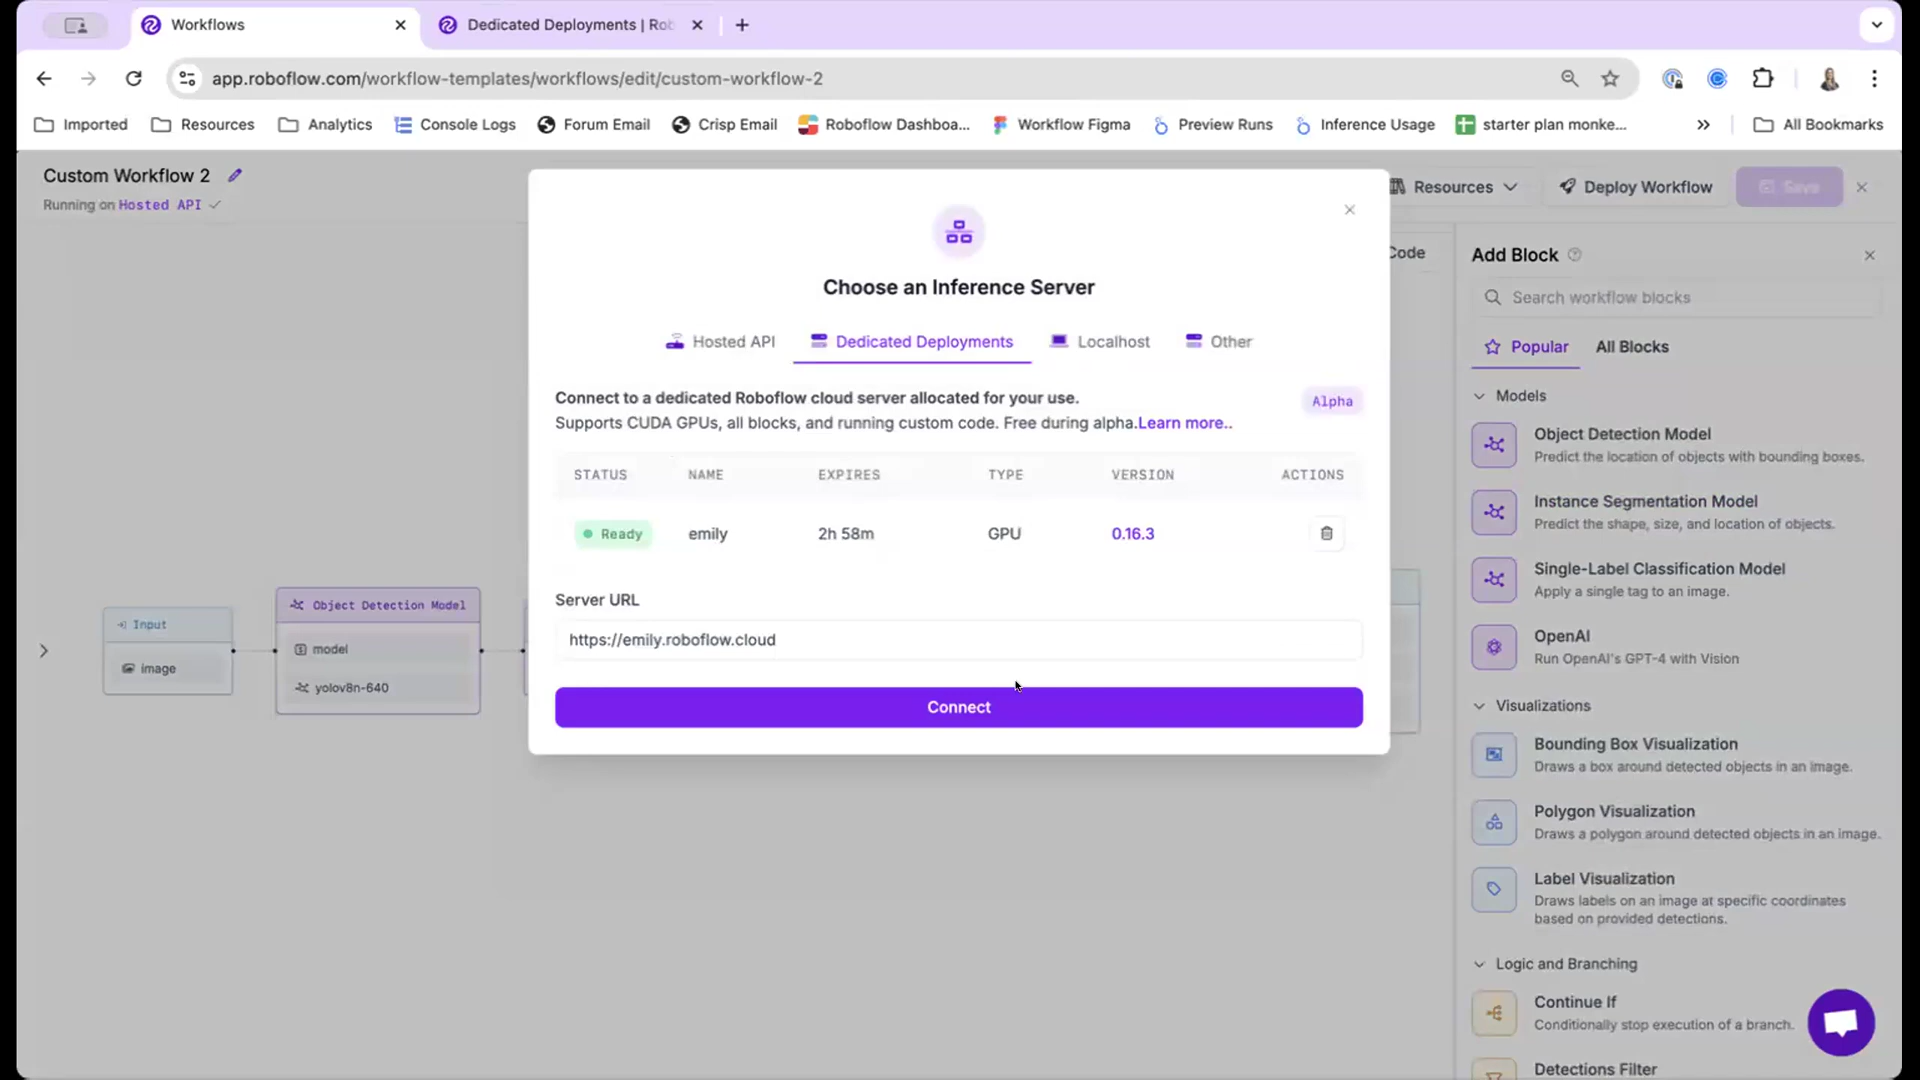 Workflows
Dedicated Deployments | Rob
app.roboflow.com/workflow-templates/workflows/edit/custom-workflow-2
Imported
Resources
Analytics
Console Logs
Forum Email
Crisp Email
Roboflow Dashboa...
Workflow Figma
Preview Runs
Inference Usage
starter plan monke...
All Bookmarks
Custom Workflow 2
Running on Hosted API
Resources
Deploy Workflow
Save
Code
Choose an Inference Server
Hosted API
Dedicated Deployments
Localhost
Other
Connect to a dedicated Roboflow cloud server allocated for your use.
Alpha
Supports CUDA GPUs, all blocks, and running custom code. Free during alpha.Learn more..
STATUS NAME EXPIRES TYPE VERSION ACTIONS
Ready emily 2h 58m GPU 0.16.3
Server URL
https://emily.roboflow.cloud
Connect
Input
image
Object Detection Model
model
yolov8n-640
Add Block
Search workflow blocks
Popular
All Blocks
Models
Object Detection Model
Predict the location of objects with bounding boxes.
Instance Segmentation Model
Predict the shape, size, and location of objects.
Single-Label Classification Model
Apply a single tag to an image.
OpenAI
Run OpenAI's GPT-4 with Vision
Visualizations
Bounding Box Visualization
Draws a box around detected objects in an image.
Polygon Visualization
Draws a polygon around detected objects in an image.
Label Visualization
Draws labels on an image at specific coordinates
based on provided detections.
Logic and Branching
Continue If
Conditionally stop execution of a branch.
Detections Filter